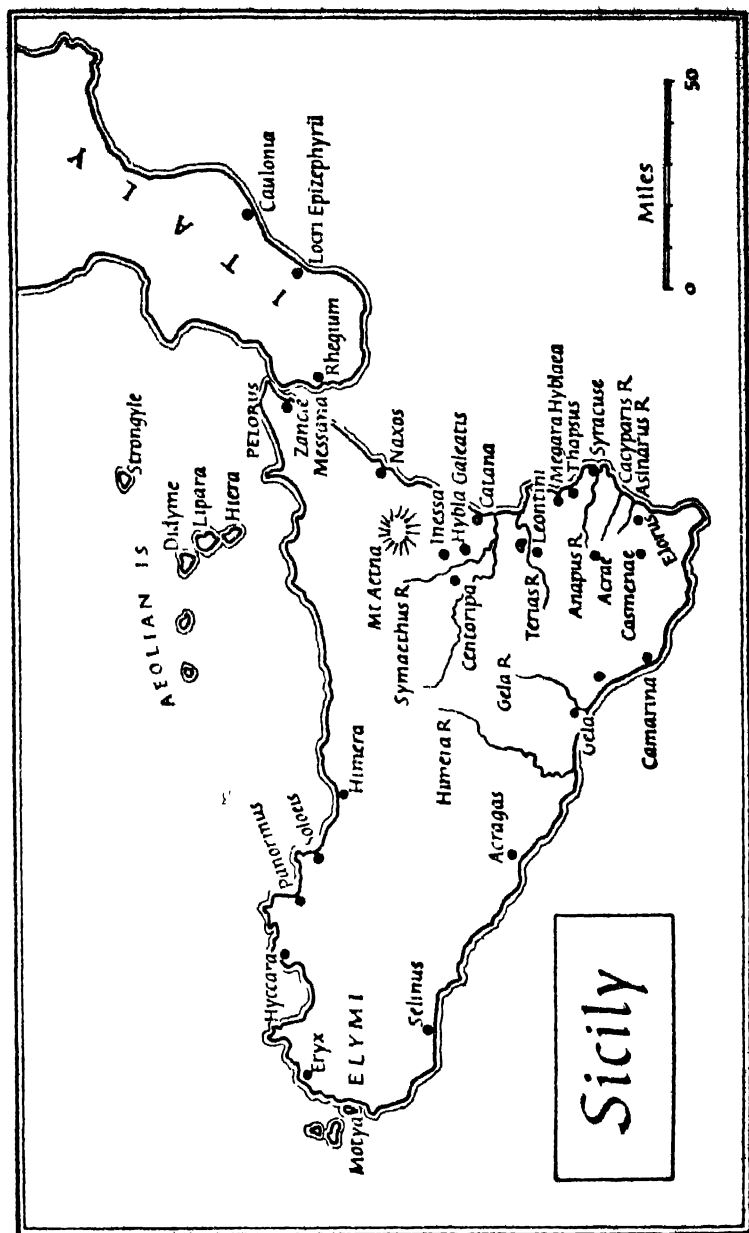 ITALY
Caulonia
Locri Epizephyrii
Rhegium
PELORUS
Zancle
Messana
Strongyle
Didyme
Lipara
Hiera
AEOLIAN IS
Naxos
Mt Aetna
Inessa
Hybla Galeatis
Catana
Symaethus R
Centoripa
Terias R
Leontini
Megara Hyblaea
Thapsus
Syracuse
Cacyparis R
Asinarus R
Anapus R
Acrae
Casmenae
Elorus
Gela R
Gela
Camarina
Himera R
Himera
Soloeis
Panormus
Hyccara
Eryx
ELYMI
Motya
Selinus
Acragas
Miles
0 50
Sicily